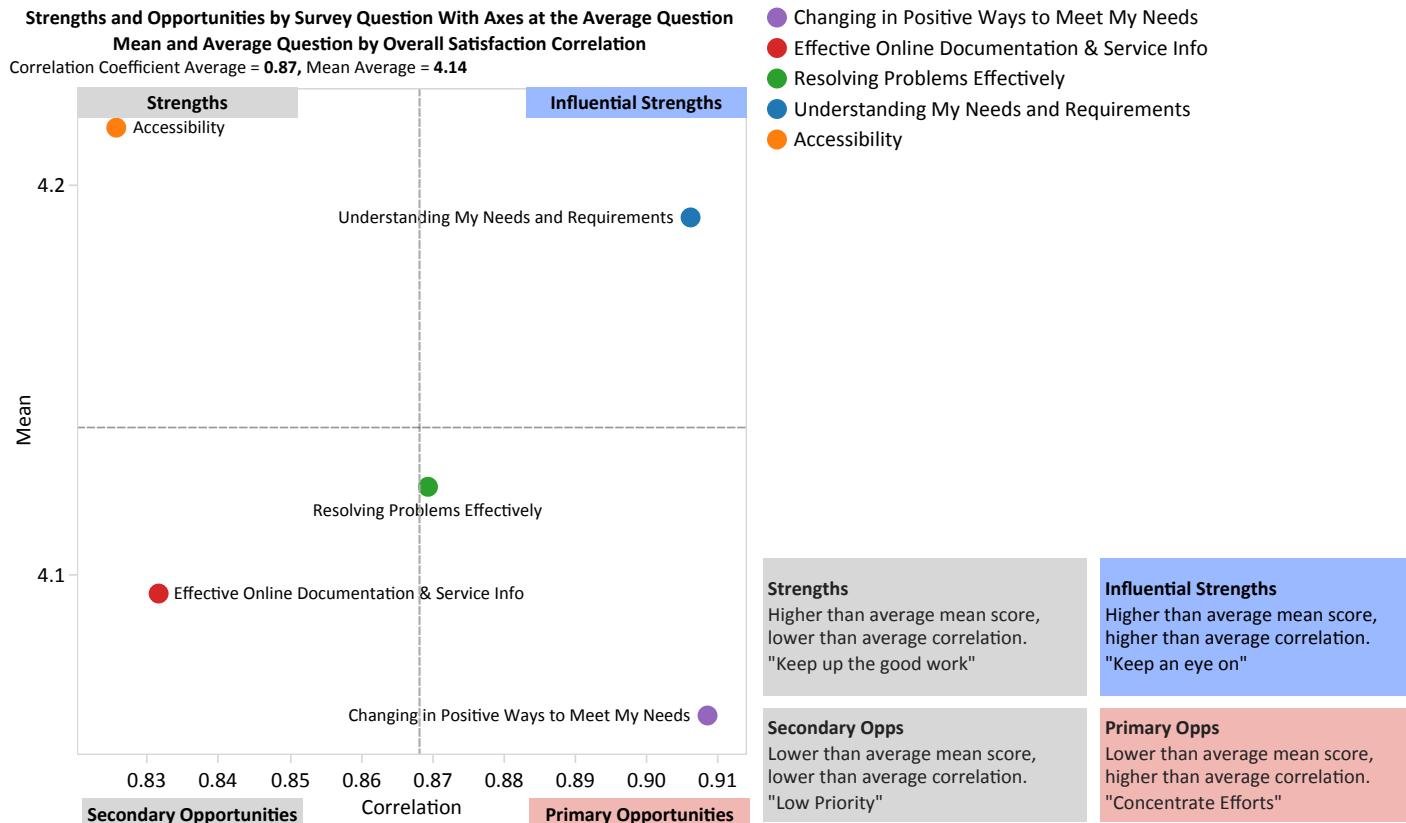 Strengths and Opportunities by Survey Question With Axes at the Average Question
Mean and Average Question by Overall Satisfaction Correlation
Correlation Coefficient Average = 0.87, Mean Average = 4.14
Strengths
Influential Strengths
Accessibility
4.2
Understanding My Needs and Requirements
Mean
Resolving Problems Effectively
4.1
Effective Online Documentation & Service Info
Changing in Positive Ways to Meet My Needs
0.83 0.84 0.85 0.86 0.87 0.88 0.89 0.90 0.91
Correlation
Secondary Opportunities
Primary Opportunities
Changing in Positive Ways to Meet My Needs
Effective Online Documentation & Service Info
Resolving Problems Effectively
Understanding My Needs and Requirements
Accessibility
Strengths
Higher than average mean score,
lower than average correlation.
"Keep up the good work"
Influential Strengths
Higher than average mean score,
higher than average correlation.
"Keep an eye on"
Secondary Opps
Lower than average mean score,
lower than average correlation.
"Low Priority"
Primary Opps
Lower than average mean score,
higher than average correlation.
"Concentrate Efforts"